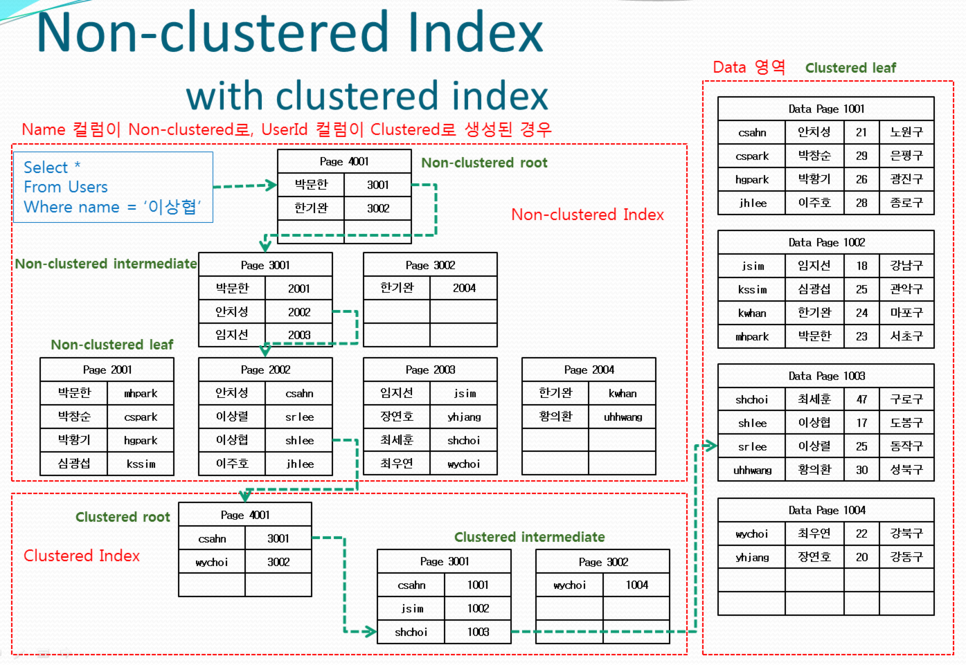 Non-clustered Index
with clustered index
Name 컬럼이 Non-clustered로, UserId 컬럼이 Clustered로 생성된 경우
Select *
From Users
Where name = '이상협'
Page 4001
박문한 3001
한기완 3002
Non-clustered root
Non-clustered Index
Non-clustered intermediate
Page 3001
박문한 2001
안치성 2002
임지선 2003
Page 3002
한기완 2004
Non-clustered leaf
Page 2001
박문한 mhpark
박창순 cspark
박황기 hgpark
심광섭 kssim
Page 2002
안치성 csahn
이상렬 srlee
이상협 shlee
이주호 jhlee
Page 2003
임지선 jsim
장연호 yhjang
최세훈 shchoi
최우연 wychoi
Page 2004
한기완 kwhan
황의환 uhhwang
Clustered root
Clustered Index
Page 4001
csahn 3001
wychoi 3002
Clustered intermediate
Page 3001
csahn 1001
jsim 1002
shchoi 1003
Page 3002
wychoi 1004
Data 영역 Clustered leaf
Data Page 1001
csahn 안치성 21 노원구
cspark 박창순 29 은평구
hgpark 박황기 26 광진구
jhlee 이주호 28 종로구
Data Page 1002
jsim 임지선 18 강남구
kssim 심광섭 25 관악구
kwhan 한기완 24 마포구
mhpark 박문한 23 서초구
Data Page 1003
shchoi 최세훈 47 구로구
shlee 이상협 17 도봉구
srlee 이상렬 25 동작구
uhhwang 황의환 30 성북구
Data Page 1004
wychoi 최우연 22 강북구
yhjang 장연호 20 강동구